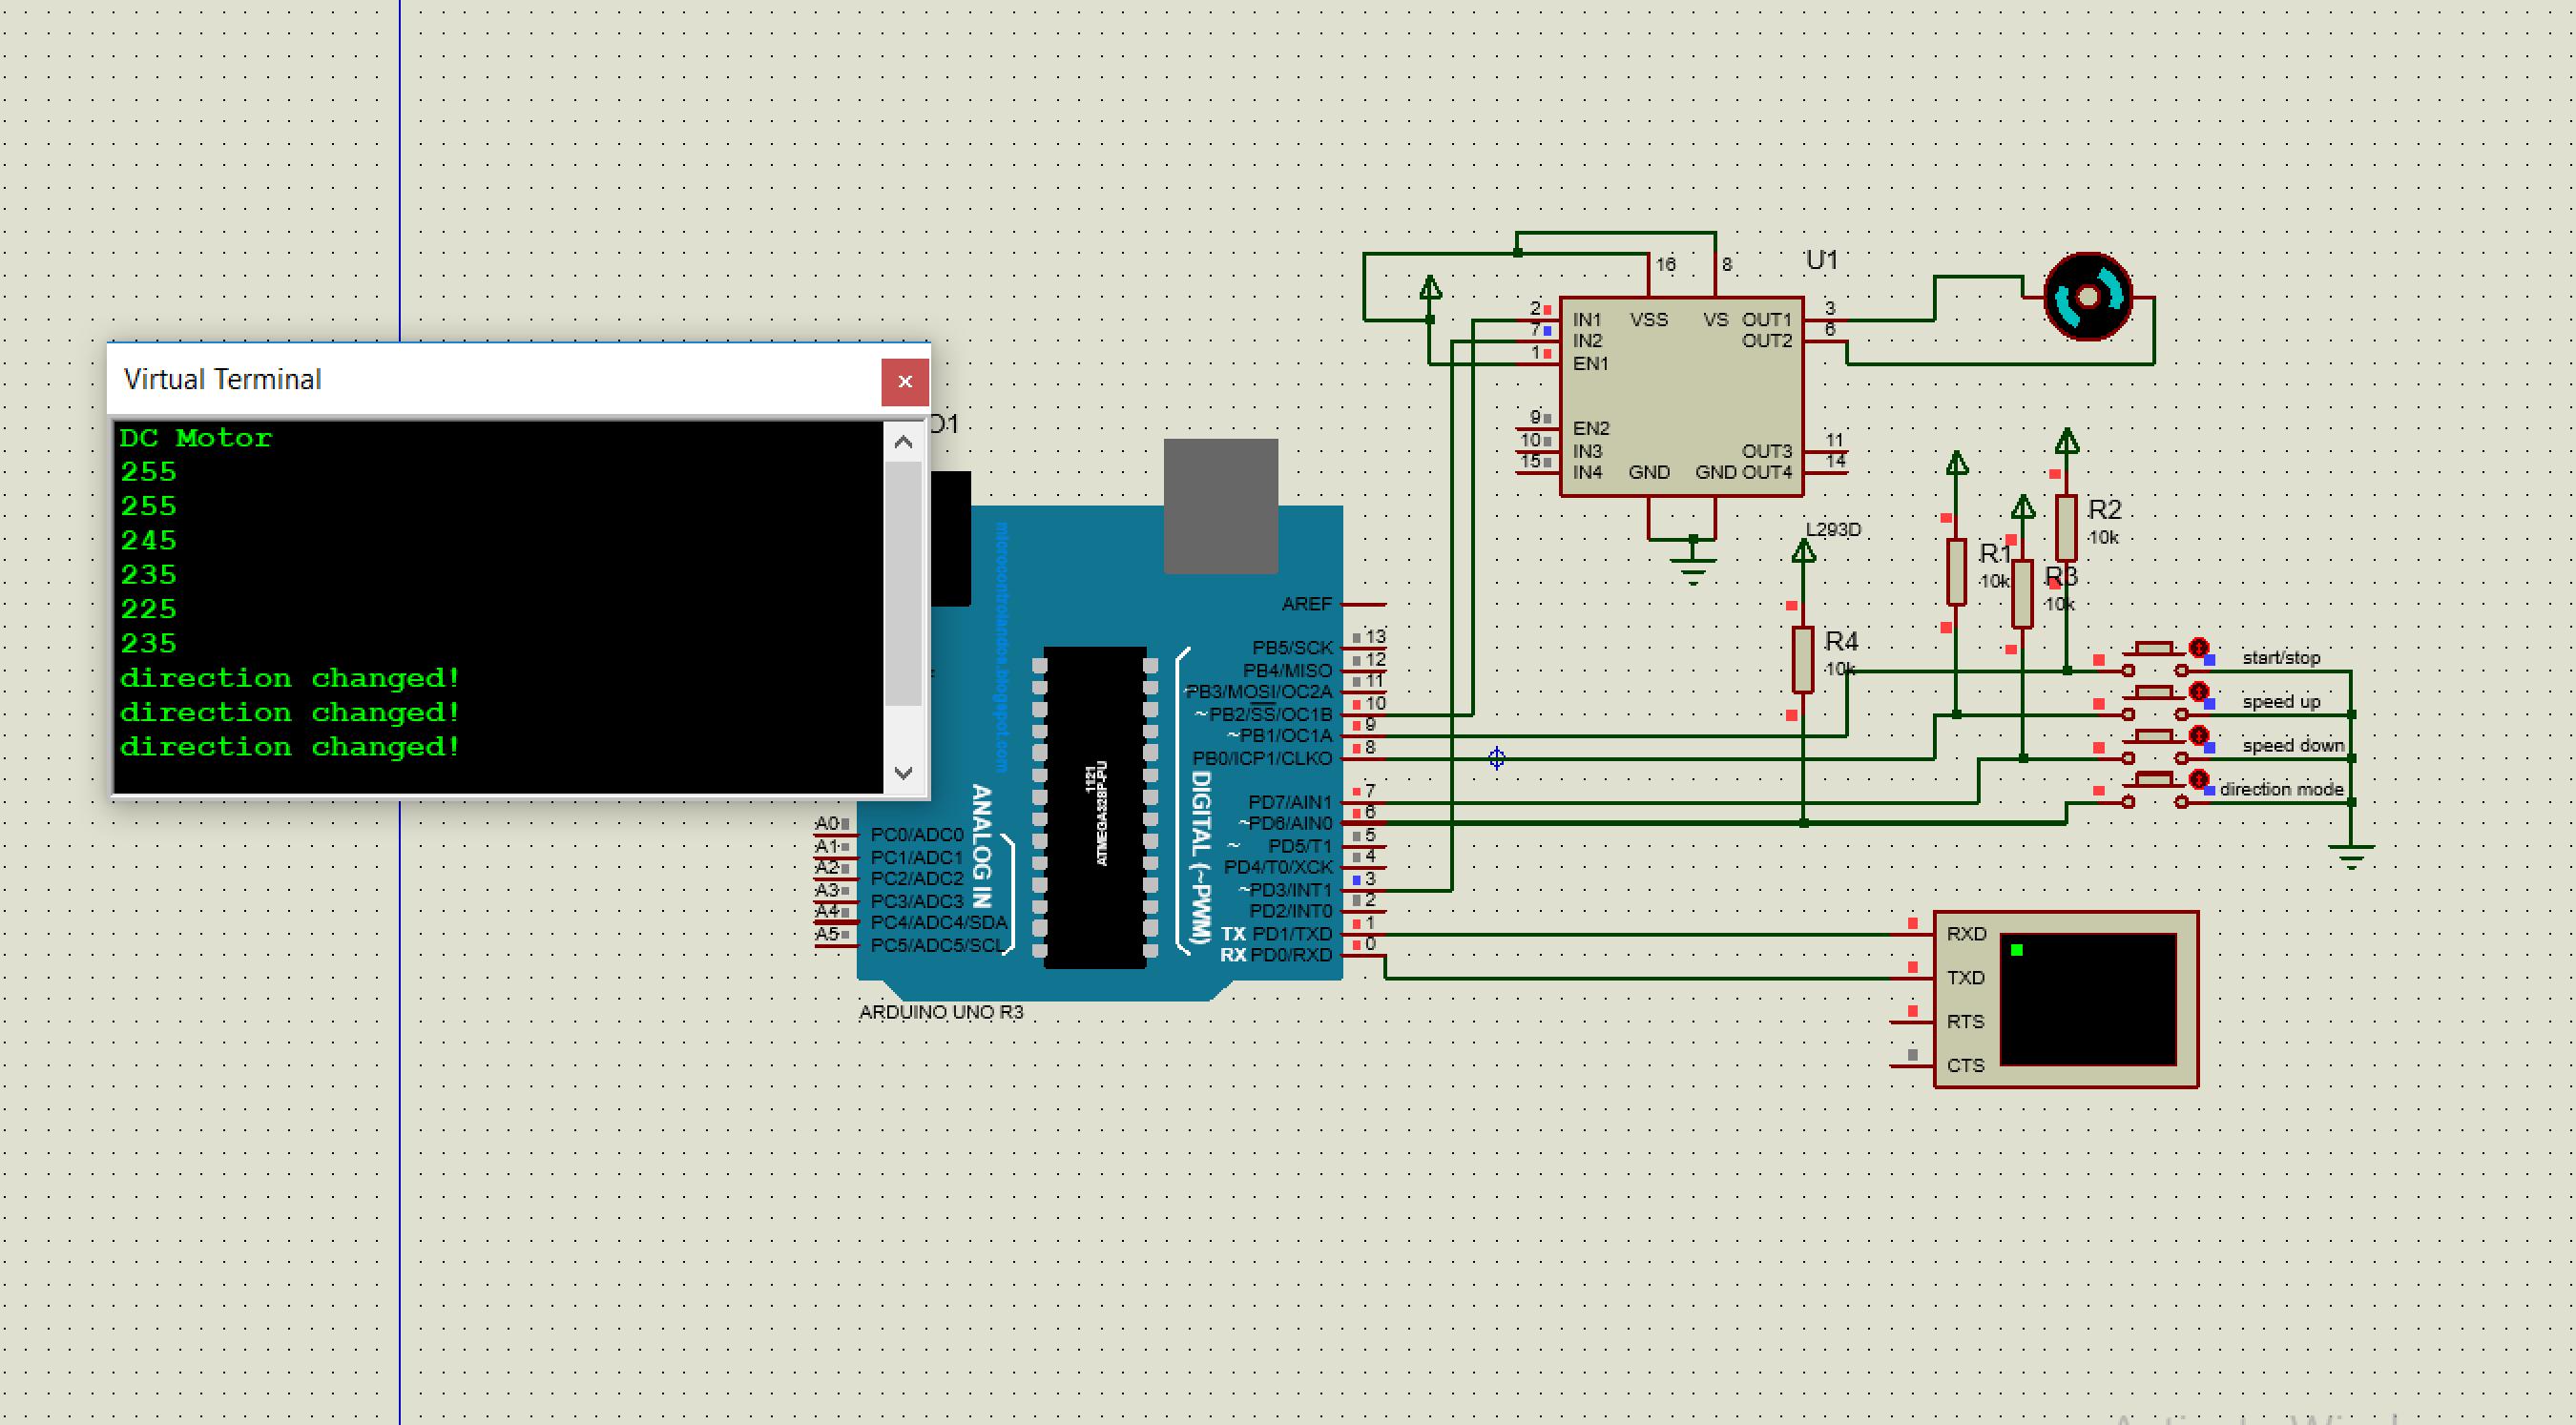 Virtual Terminal
DC Motor
255
255
245
235
225
235
direction changed!
direction changed!
direction changed!
16
8
U1
2
7
1
IN1
IN2
EN1
VSS
VS
OUT1
OUT2
3
6
9
10
15
EN2
IN3
IN4
GND
GND
OUT3
OUT4
11
14
L293D
R1
10k
R2
10k
R3
10k
R4
10k
start/stop
speed up
speed down
direction mode
microcontrolandos.blogspot.com
AREF
PB5/SCK 13
PB4/MISO 12
~PB3/MOSI/OC2A 11
~PB2/SS/OC1B 10
~PB1/OC1A 9
PB0/ICP1/CLKO 8
PD7/AIN1 7
~PD6/AIN0 6
~PD5/T1 5
PD4/T0/XCK 4
~PD3/INT1 3
PD2/INT0 2
TX PD1/TXD 1
RX PD0/RXD 0
DIGITAL (~PWM)
ANALOG IN
1121
ATMEGA328P-PU
A0 PC0/ADC0
A1 PC1/ADC1
A2 PC2/ADC2
A3 PC3/ADC3
A4 PC4/ADC4/SDA
A5 PC5/ADC5/SCL
ARDUINO UNO R3
RXD
TXD
RTS
CTS